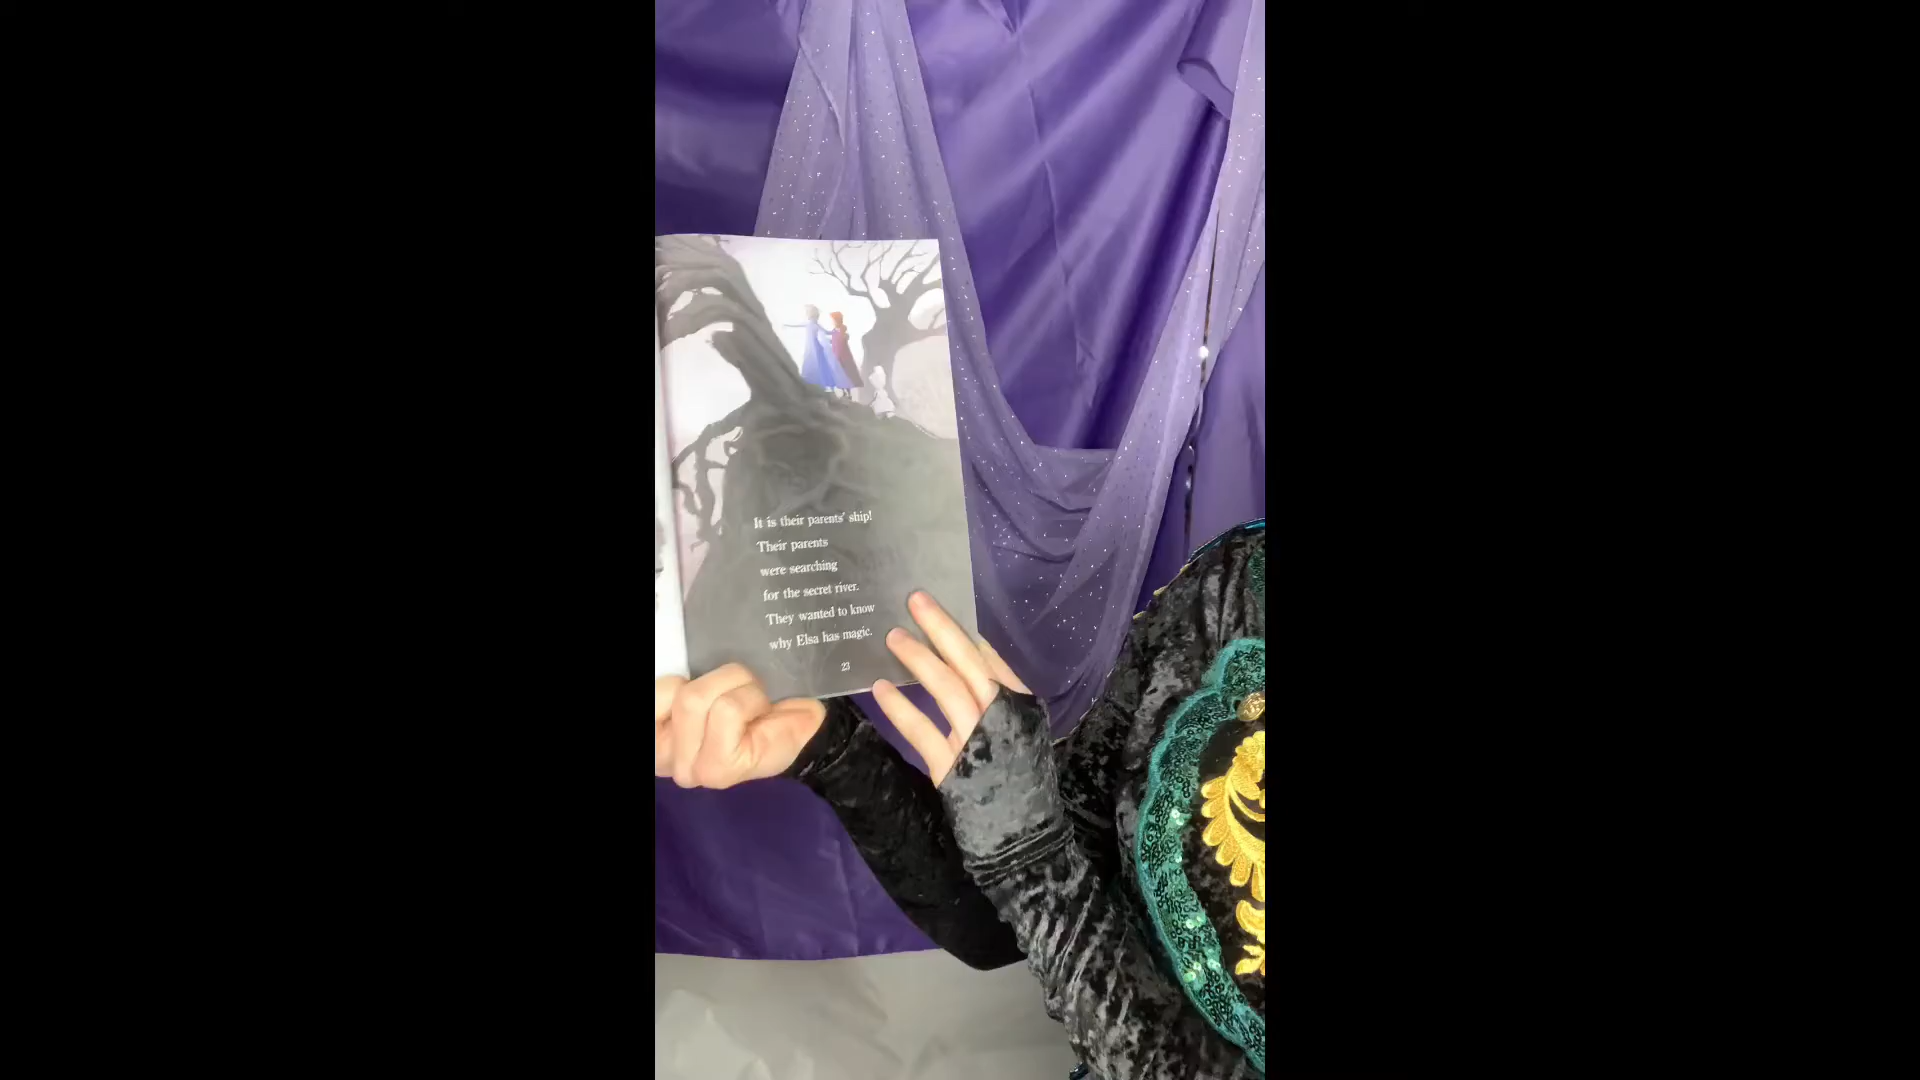 It is their parents' ship!
Their parents
were searching
for the secret river.
They wanted to know
why Elsa has magic.
23